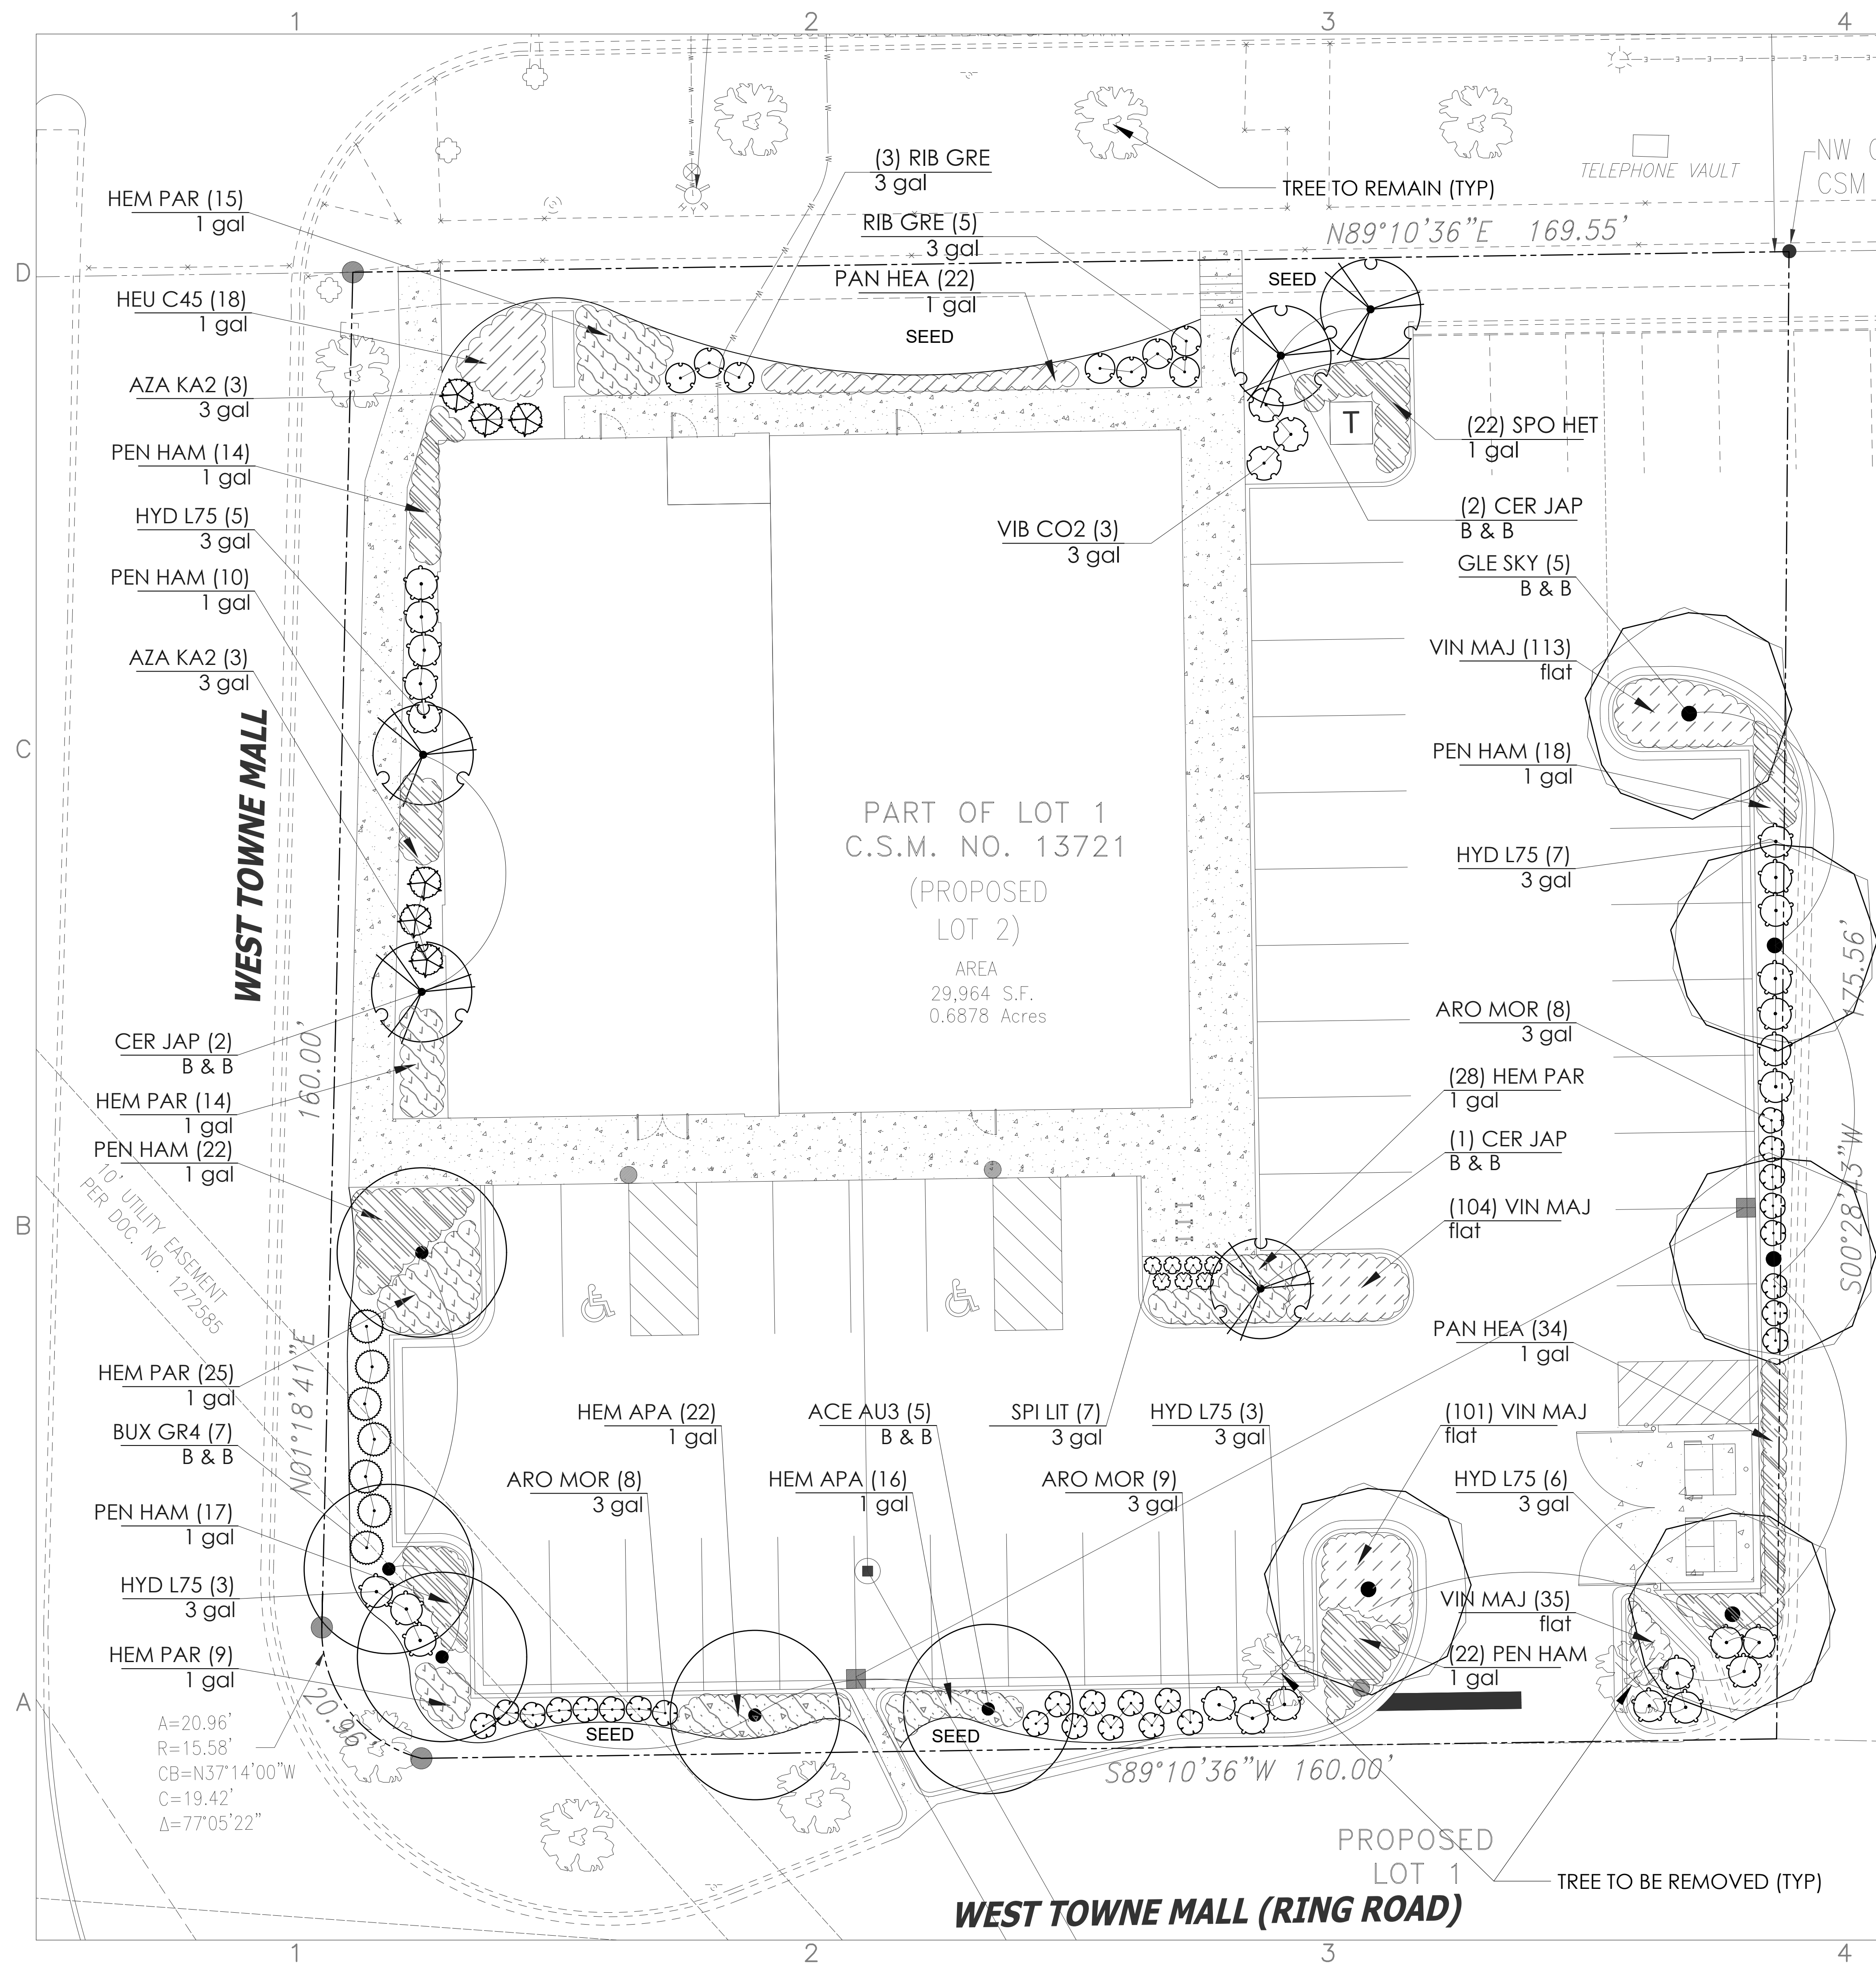 1 2 3 4
(3) RIB GRE
3 gal
TREE TO REMAIN (TYP)
TELEPHONE VAULT
NW
CSM
HYD
HEM PAR (15)
1 gal
RIB GRE (5)
3 gal
N89°10'36"E 169.55'
D
HEU C45 (18)
1 gal
PAN HEA (22)
1 gal
SEED
SEED
AZA KA2 (3)
3 gal
T
(22) SPO HET
1 gal
PEN HAM (14)
1 gal
HYD L75 (5)
3 gal
VIB CO2 (3)
3 gal
(2) CER JAP
B & B
PEN HAM (10)
1 gal
GLE SKY (5)
B & B
AZA KA2 (3)
3 gal
VIN MAJ (113)
flat
WEST TOWNE MALL
C
PEN HAM (18)
1 gal
PART OF LOT 1
C.S.M. NO. 13721
(PROPOSED
LOT 2)
AREA
29,964 S.F.
0.6878 Acres
HYD L75 (7)
3 gal
175.56'
S00°28'43"W
160.00'
N01°18'41"E
CER JAP (2)
B & B
ARO MOR (8)
3 gal
HEM PAR (14)
1 gal
(28) HEM PAR
1 gal
PEN HAM (22)
1 gal
(1) CER JAP
B & B
10' UTILITY EASEMENT
PER DOC. NO. 1272585
B
(104) VIN MAJ
flat
PAN HEA (34)
1 gal
HEM PAR (25)
1 gal
BUX GR4 (7)
B & B
HEM APA (22)
1 gal
ACE AU3 (5)
B & B
SPI LIT (7)
3 gal
HYD L75 (3)
3 gal
(101) VIN MAJ
flat
ARO MOR (8)
3 gal
HEM APA (16)
1 gal
ARO MOR (9)
3 gal
HYD L75 (6)
3 gal
PEN HAM (17)
1 gal
HYD L75 (3)
3 gal
VIN MAJ (35)
flat
HEM PAR (9)
1 gal
(22) PEN HAM
1 gal
A
20.96'
SEED
SEED
A=20.96'
R=15.58'
CB=N37°14'00"W
C=19.42'
Δ=77°05'22"
S89°10'36"W 160.00'
PROPOSED
LOT 1
TREE TO BE REMOVED (TYP)
WEST TOWNE MALL (RING ROAD)
1 2 3 4